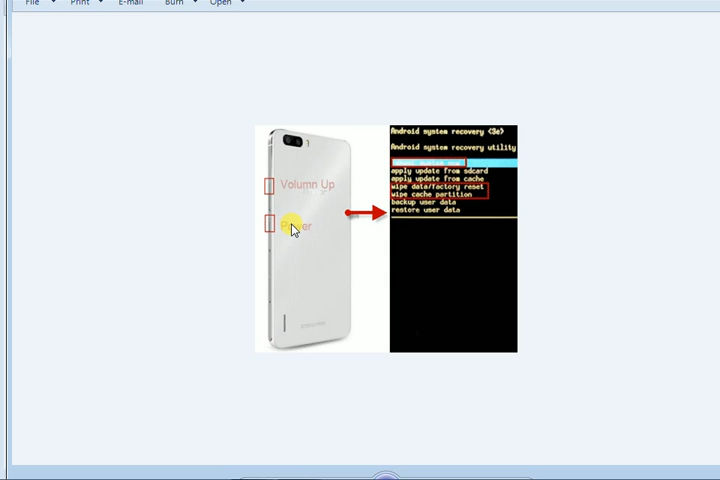 File Print E-mail Burn Open
Volumn Up
Power
Android system recovery <3e>
Android system recovery utility
apply update from sdcard
apply update from cache
wipe data/factory reset
wipe cache partition
backup user data
restore user data